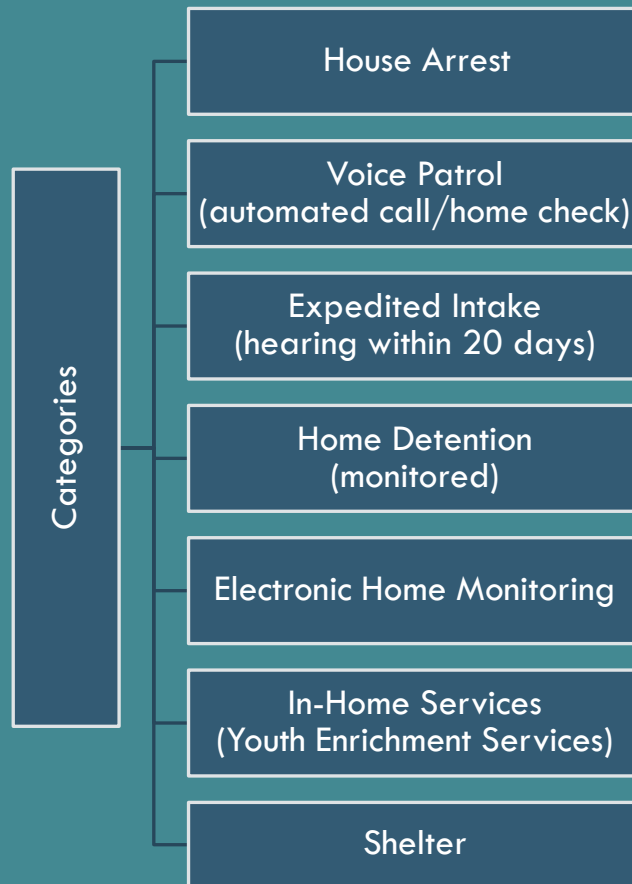 Categories
House Arrest
Voice Patrol
(automated call/home check)
Expedited Intake
(hearing within 20 days)
Home Detention
(monitored)
Electronic Home Monitoring
In-Home Services
(Youth Enrichment Services)
Shelter